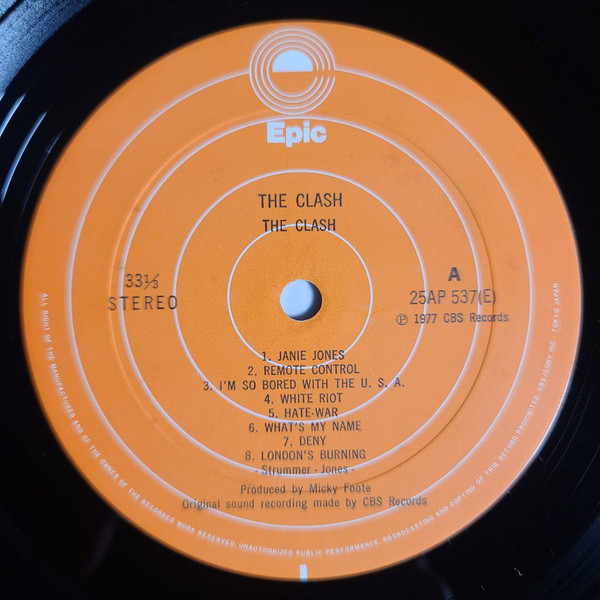 Epic
THE CLASH
THE CLASH
33⅓
STEREO
A
25AP 537(E)
Ⓟ 1977 CBS Records
1. JANIE JONES
2. REMOTE CONTROL
3. I'M SO BORED WITH THE U. S. A.
4. WHITE RIOT
5. HATE-WAR
6. WHAT'S MY NAME
7. DENY
8. LONDON'S BURNING
- Strummer - Jones -
Produced by Micky Foote
Original sound recording made by CBS Records
ALL RIGHT OF THE MANUFACTURER AND OF THE OWNER OF THE RECORDED WORK RESERVED. UNAUTHORIZED PUBLIC PERFORMANCE. BROADCASTING AND COPYING OF THIS RECORD PROHIBITED. CBS/SONY INC. TOKYO JAPAN.